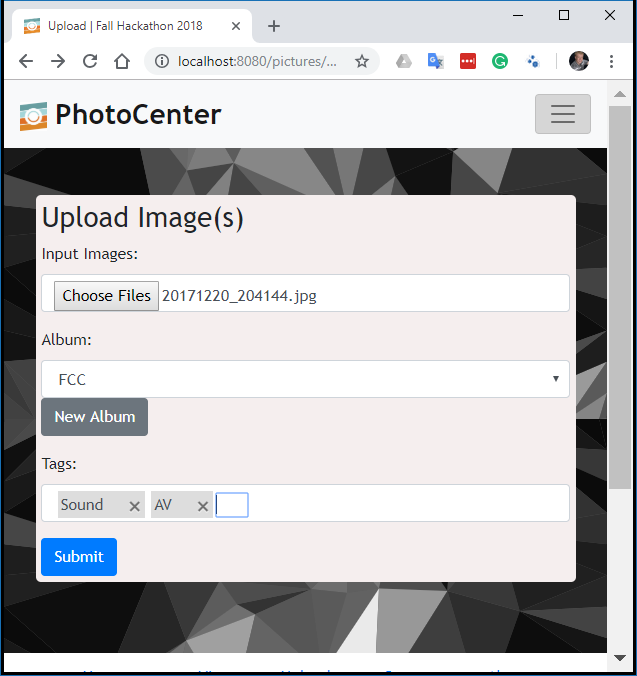 Upload | Fall Hackathon 2018
localhost:8080/pictures/...
PhotoCenter
Upload Image(s)
Input Images:
Choose Files 20171220_204144.jpg
Album:
FCC
New Album
Tags:
Sound × AV ×
Submit